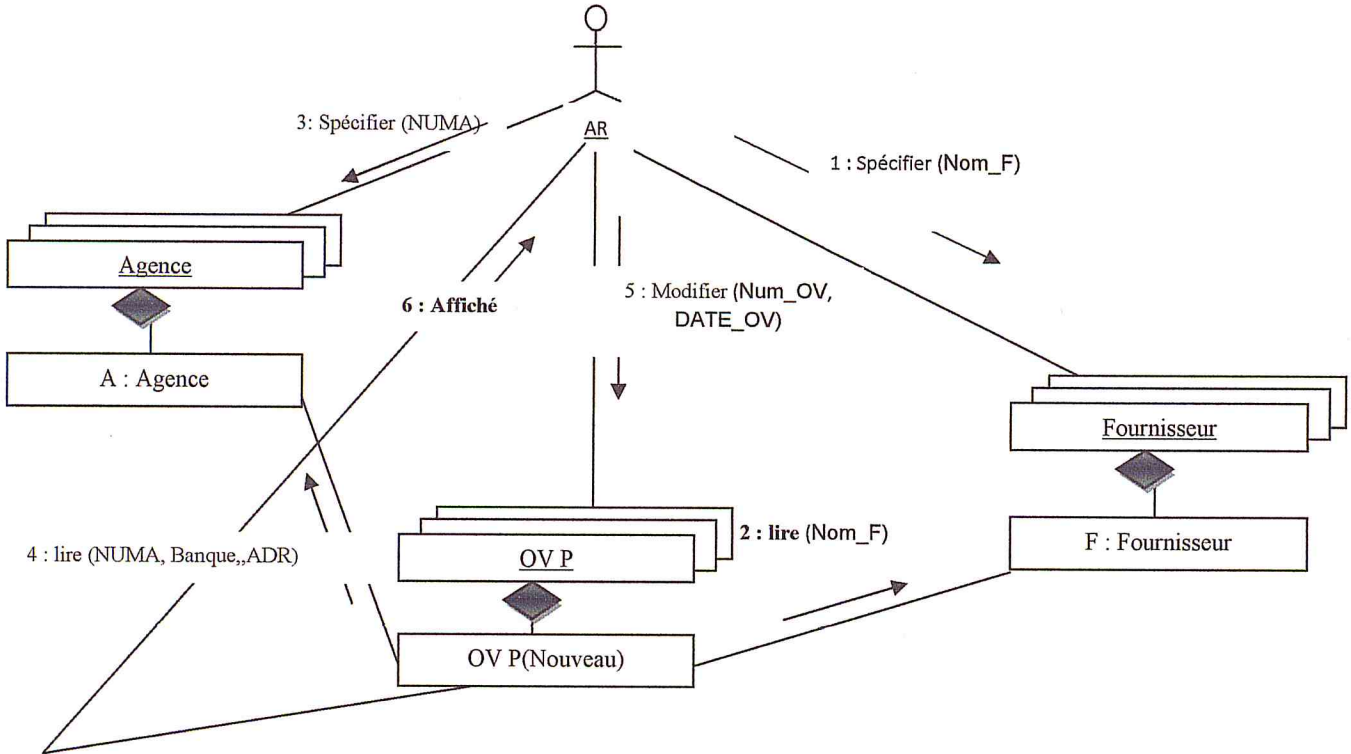 3: Spécifier (NUMA)
AR
1 : Spécifier (Nom_F)
Agence
6 : Affiché
5 : Modifier (Num_OV,
DATE_OV)
A : Agence
Fournisseur
4 : lire (NUMA, Banque,,ADR)
2 : lire (Nom_F)
OV P
F : Fournisseur
OV P(Nouveau)